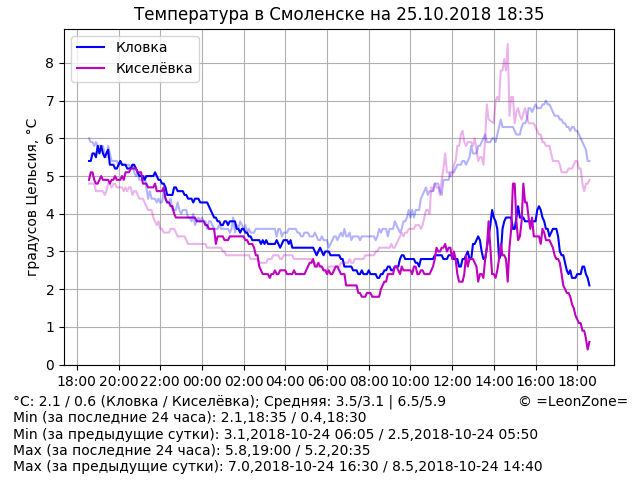 Температура в Смоленске на 25.10.2018 18:35
Кловка
Киселёвка
градусов Цельсия, °C
8
7
6
5
4
3
2
1
0
18:00 20:00 22:00 00:00 02:00 04:00 06:00 08:00 10:00 12:00 14:00 16:00 18:00
°C: 2.1 / 0.6 (Кловка / Киселёвка); Средняя: 3.5/3.1 | 6.5/5.9 © =LeonZone=
Min (за последние 24 часа): 2.1,18:35 / 0.4,18:30
Min (за предыдущие сутки): 3.1,2018-10-24 06:05 / 2.5,2018-10-24 05:50
Max (за последние 24 часа): 5.8,19:00 / 5.2,20:35
Max (за предыдущие сутки): 7.0,2018-10-24 16:30 / 8.5,2018-10-24 14:40